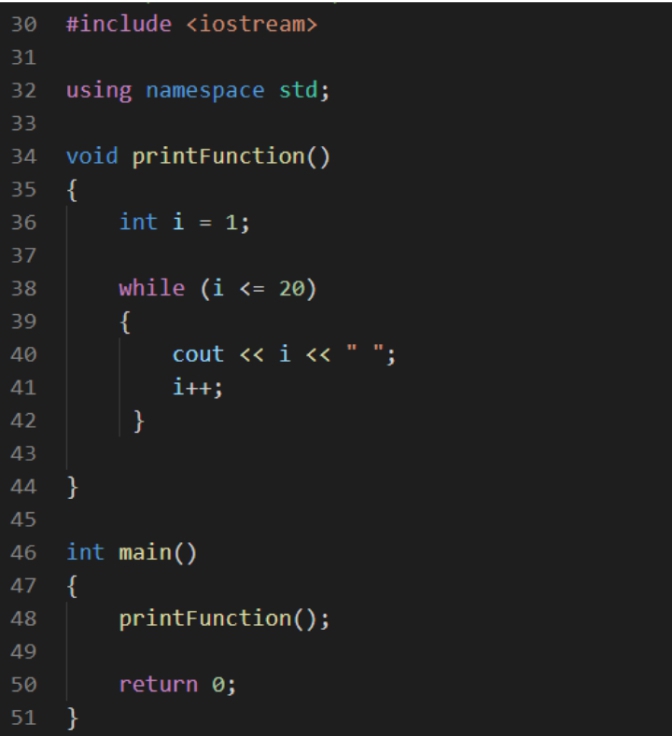 30 #include <iostream>
31
32 using namespace std;
33
34 void printFunction()
35 {
36     int i = 1;
37
38     while (i <= 20)
39     {
40         cout << i << " ";
41         i++;
42      }
43
44 }
45
46 int main()
47 {
48     printFunction();
49
50     return 0;
51 }